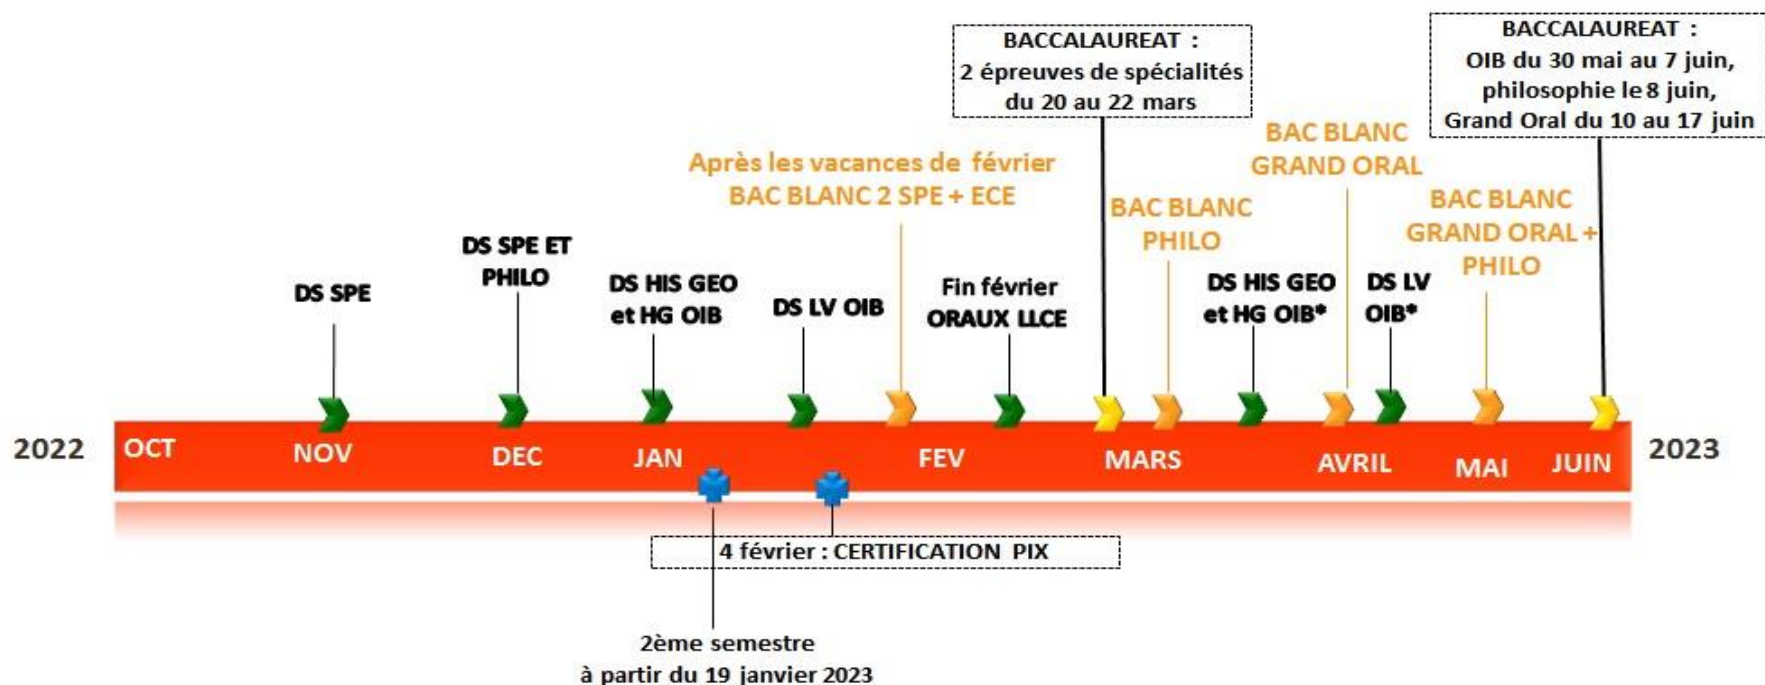 BACCALAUREAT :
2 épreuves de spécialités
du 20 au 22 mars
BACCALAUREAT :
OIB du 30 mai au 7 juin,
philosophie le 8 juin,
Grand Oral du 10 au 17 juin
Après les vacances de février
BAC BLANC 2 SPE + ECE
BAC BLANC
GRAND ORAL
BAC BLANC
PHILO
BAC BLANC
GRAND ORAL +
PHILO
DS SPE
DS SPE ET
PHILO
DS HIS GEO
et HG OIB
DS LV OIB
Fin février
ORAUX LLCE
DS HIS GEO
et HG OIB*
DS LV
OIB*
2022
OCT
NOV
DEC
JAN
FEV
MARS
AVRIL
MAI
JUIN
2023
4 février : CERTIFICATION PIX
2ème semestre
à partir du 19 janvier 2023